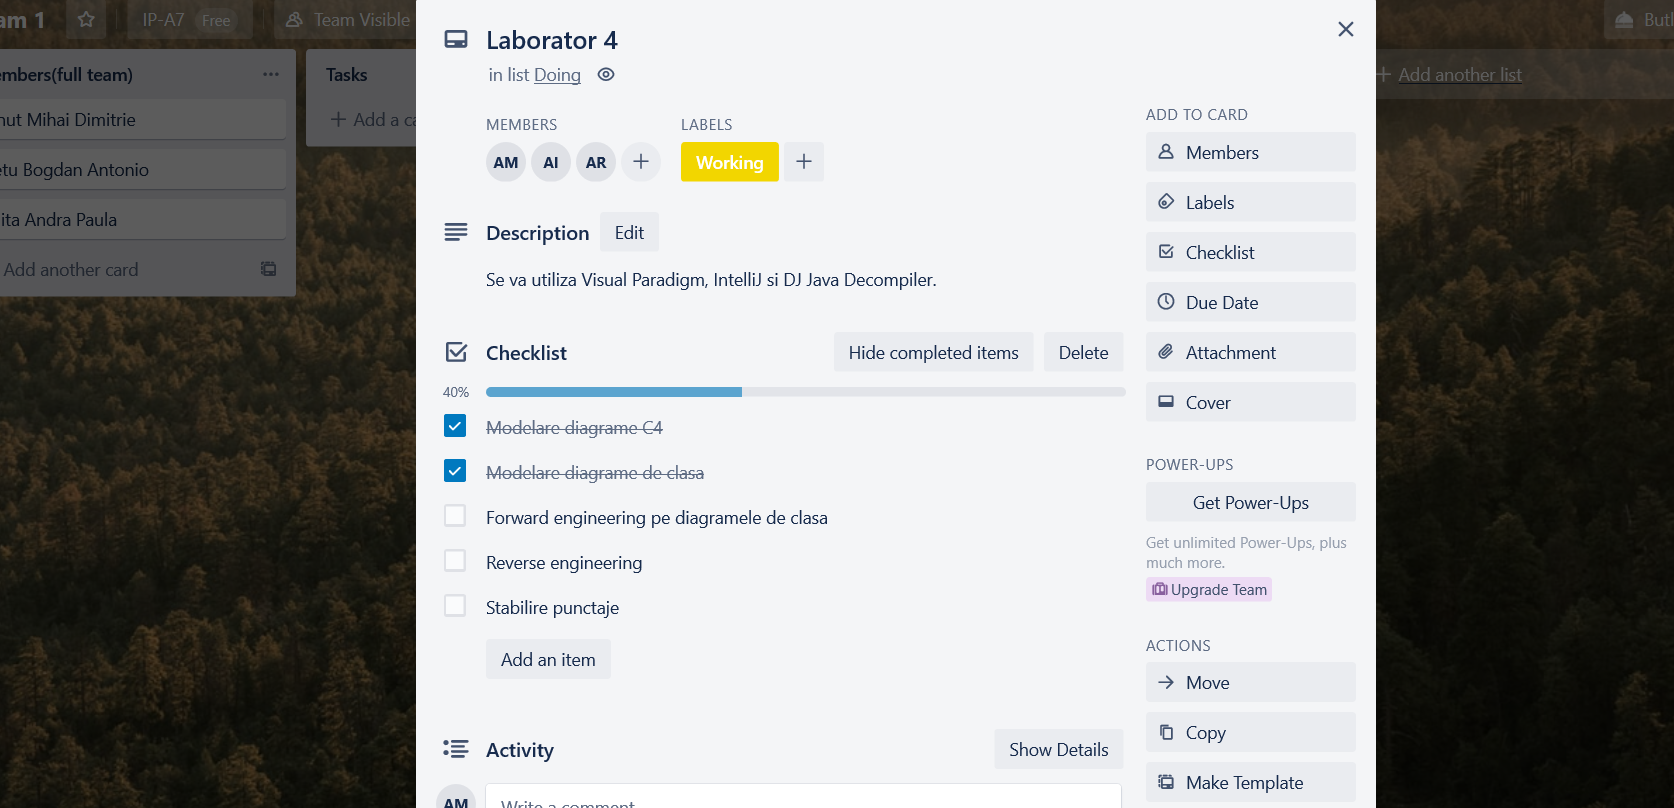 am 1
IP-A7 Free
Team Visible
mbers(full team)
nut Mihai Dimitrie
etu Bogdan Antonio
ita Andra Paula
Add another card
Tasks
Add a ca
Laborator 4
in list Doing
MEMBERS
AM AI AR
LABELS
Working
Description
Edit
Se va utiliza Visual Paradigm, IntelliJ si DJ Java Decompiler.
Checklist
Hide completed items
Delete
40%
Modelare diagrame C4
Modelare diagrame de clasa
Forward engineering pe diagramele de clasa
Reverse engineering
Stabilire punctaje
Add an item
Activity
Show Details
AM
Write a comment
ADD TO CARD
Members
Labels
Checklist
Due Date
Attachment
Cover
POWER-UPS
Get Power-Ups
Get unlimited Power-Ups, plus
much more.
Upgrade Team
ACTIONS
Move
Copy
Make Template
Add another list
Butl